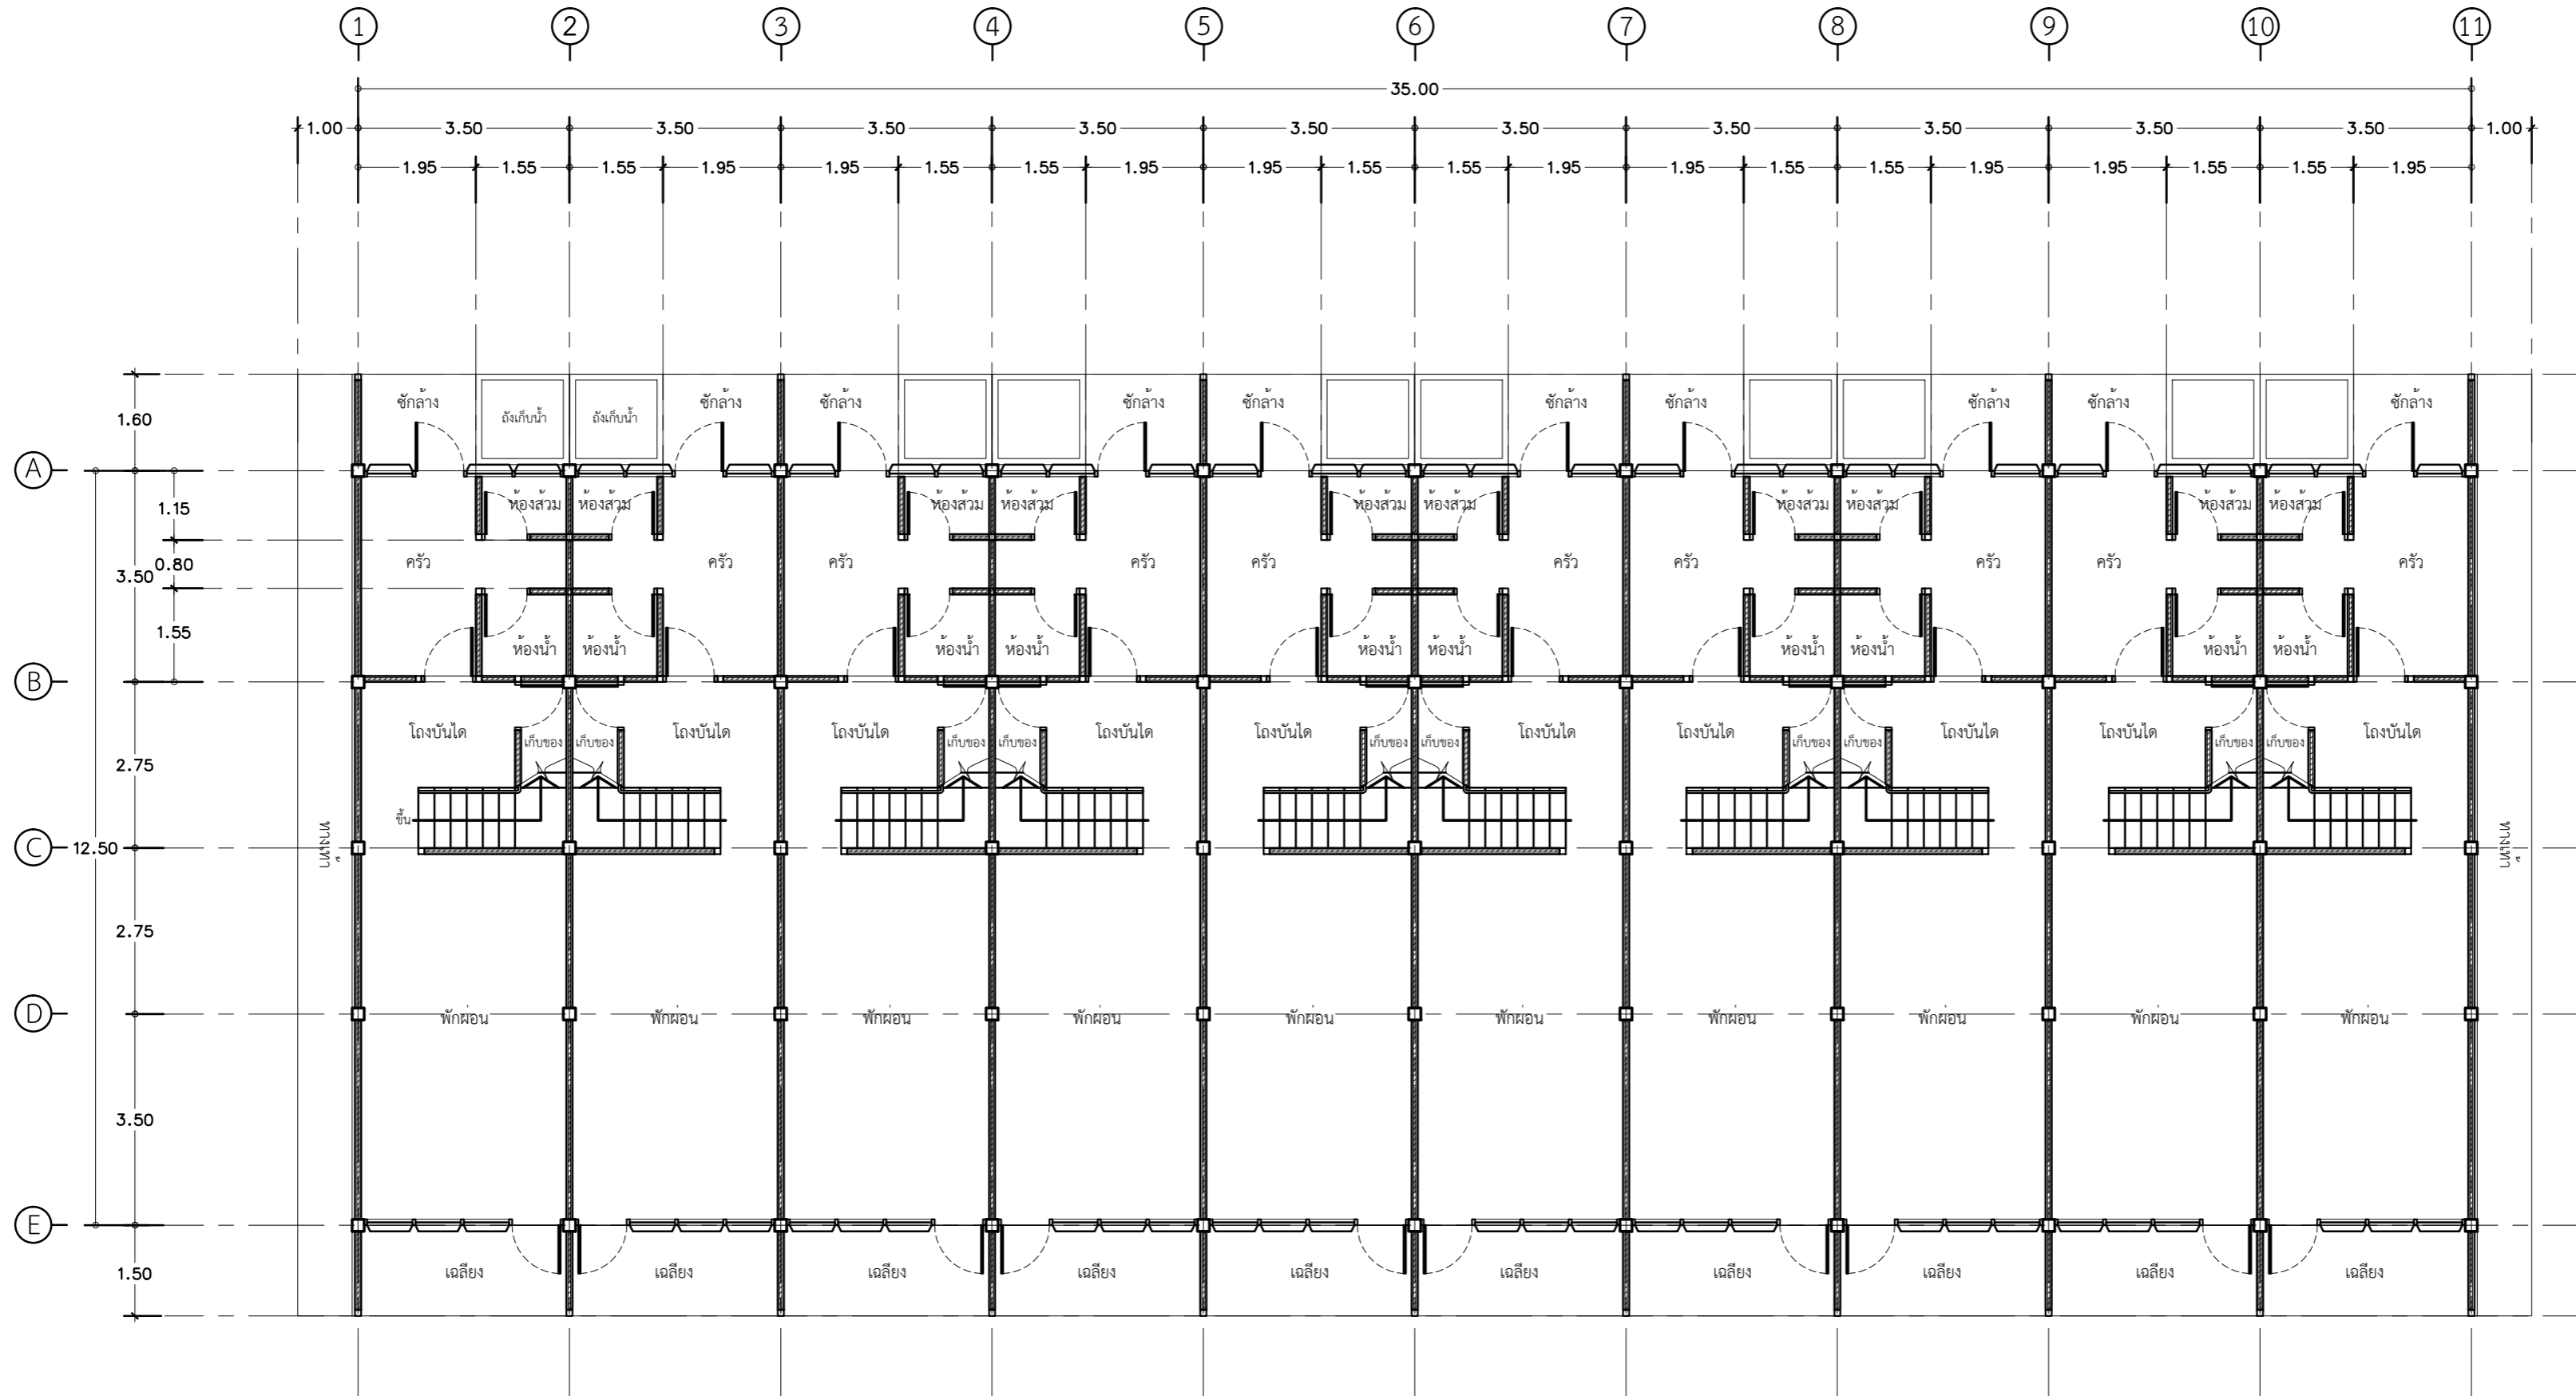 1 2 3 4 5 6 7 8 9 10 11
35.00
1.00 3.50 3.50 3.50 3.50 3.50 3.50 3.50 3.50 3.50 3.50 1.00
1.95 1.55 1.55 1.95 1.95 1.55 1.55 1.95 1.95 1.55 1.55 1.95 1.95 1.55 1.55 1.95 1.95 1.55 1.55 1.95
ซักล้าง ซักล้าง ซักล้าง ซักล้าง ซักล้าง ซักล้าง ซักล้าง ซักล้าง ซักล้าง ซักล้าง
1.60 ถังเก็บน้ำ ถังเก็บน้ำ
A
1.15 ห้องส้วม ห้องส้วม ห้องส้วม ห้องส้วม ห้องส้วม ห้องส้วม ห้องส้วม ห้องส้วม ห้องส้วม ห้องส้วม
3.50 0.80 ครัว ครัว ครัว ครัว ครัว ครัว ครัว ครัว ครัว ครัว
1.55 ห้องน้ำ ห้องน้ำ ห้องน้ำ ห้องน้ำ ห้องน้ำ ห้องน้ำ ห้องน้ำ ห้องน้ำ ห้องน้ำ ห้องน้ำ
B
โถงบันได โถงบันได โถงบันได โถงบันได โถงบันได โถงบันได โถงบันได โถงบันได โถงบันได โถงบันได
เก็บของ เก็บของ เก็บของ เก็บของ เก็บของ เก็บของ เก็บของ เก็บของ เก็บของ เก็บของ
2.75
ขึ้น
C 12.50 ทางเท้า ทางเท้า
2.75
D พักผ่อน พักผ่อน พักผ่อน พักผ่อน พักผ่อน พักผ่อน พักผ่อน พักผ่อน พักผ่อน พักผ่อน
3.50
E
1.50 เฉลียง เฉลียง เฉลียง เฉลียง เฉลียง เฉลียง เฉลียง เฉลียง เฉลียง เฉลียง